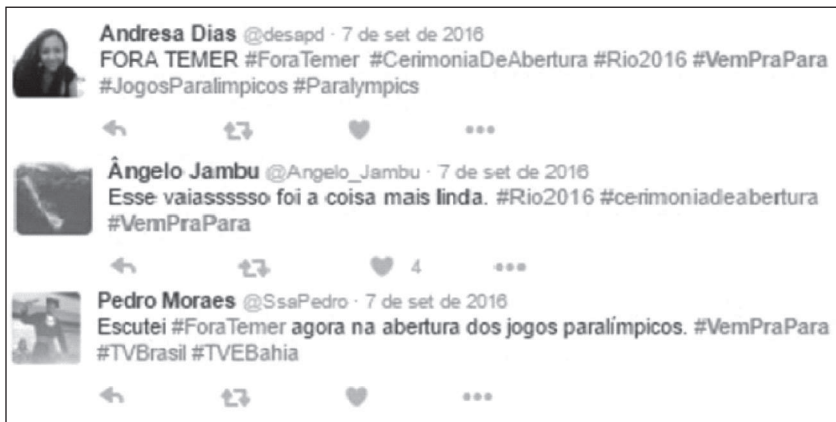 Andresa Dias @desapd · 7 de set de 2016
FORA TEMER #ForaTemer #CerimoniaDeAbertura #Rio2016 #VemPraPara
#JogosParalimpicos #Paralympics
Ângelo Jambu @Angelo_Jambu · 7 de set de 2016
Esse vaiassssso foi a coisa mais linda. #Rio2016 #cerimoniadeabertura
#VemPraPara
4
Pedro Moraes @SsaPedro · 7 de set de 2016
Escutei #ForaTemer agora na abertura dos jogos paralímpicos. #VemPraPara
#TVBrasil #TVEBahia